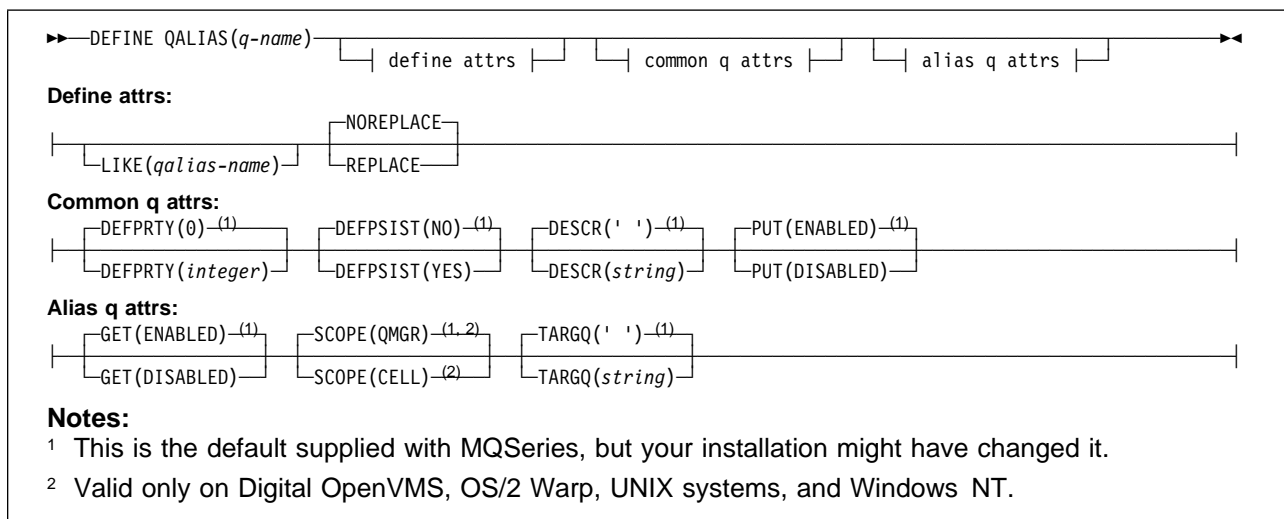 DEFINE QALIAS(q-name)
define attrs common q attrs alias q attrs
Define attrs:
NOREPLACE
LIKE(qalias-name) REPLACE
Common q attrs:
DEFPRTY(0) (1) DEFPSIST(NO) (1) DESCR(' ') (1) PUT(ENABLED) (1)
DEFPRTY(integer) DEFPSIST(YES) DESCR(string) PUT(DISABLED)
Alias q attrs:
GET(ENABLED) (1) SCOPE(QMGR) (1, 2) TARGQ(' ') (1)
GET(DISABLED) SCOPE(CELL) (2) TARGQ(string)
Notes:
1 This is the default supplied with MQSeries, but your installation might have changed it.
2 Valid only on Digital OpenVMS, OS/2 Warp, UNIX systems, and Windows NT.